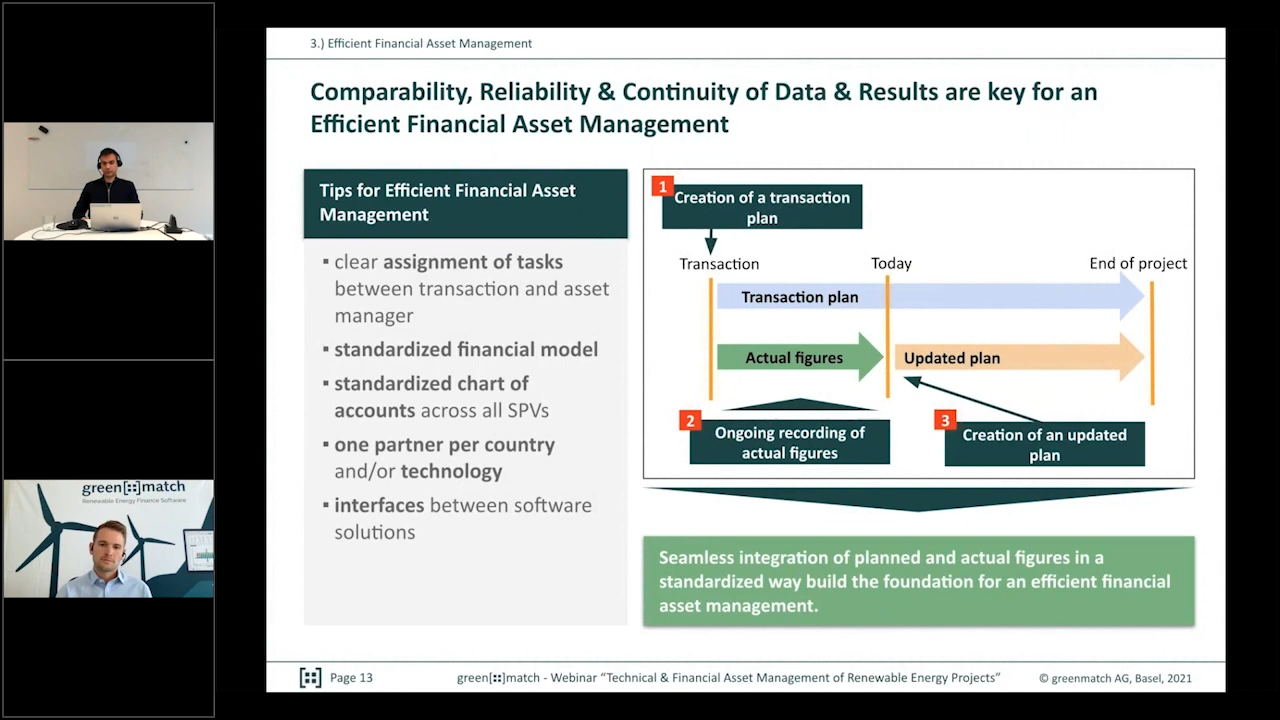 3.) Efficient Financial Asset Management
Comparability, Reliability & Continuity of Data & Results are key for an
Efficient Financial Asset Management
Tips for Efficient Financial Asset
Management
▪ clear assignment of tasks
between transaction and asset
manager
▪ standardized financial model
▪ standardized chart of
accounts across all SPVs
▪ one partner per country
and/or technology
▪ interfaces between software
solutions
1
Creation of a transaction
plan
Transaction
Today
End of project
Transaction plan
Actual figures
Updated plan
2
Ongoing recording of
actual figures
3
Creation of an updated
plan
Seamless integration of planned and actual figures in a
standardized way build the foundation for an efficient financial
asset management.
Page 13
green[::]match - Webinar “Technical & Financial Asset Management of Renewable Energy Projects”
© greenmatch AG, Basel, 2021
green[::]match
Renewable Energy Finance Software